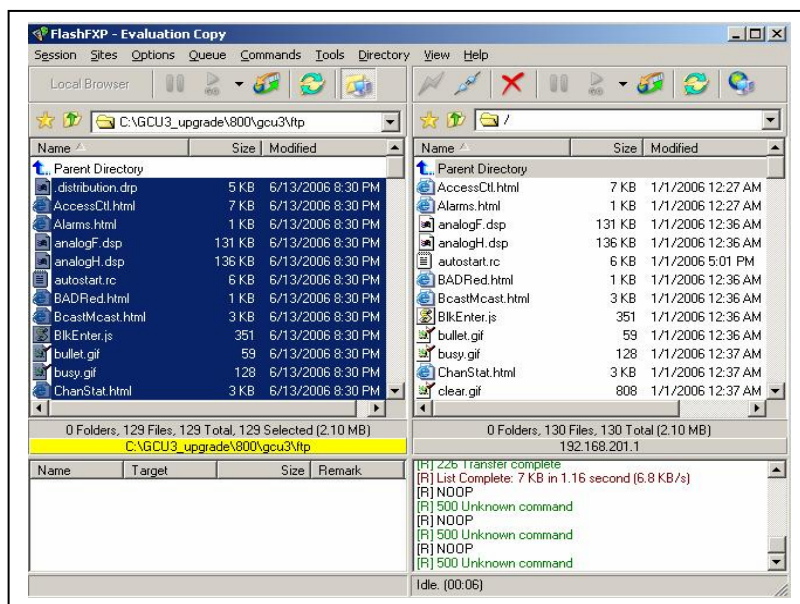 FlashFXP - Evaluation Copy
Session Sites Options Queue Commands Tools Directory View Help
Local Browser
C:\GCU3_upgrade\800\gcu3\ftp
Name Size Modified
Parent Directory
.distribution.drp 5 KB 6/13/2006 8:30 PM
AccessCtl.html 7 KB 6/13/2006 8:30 PM
Alarms.html 1 KB 6/13/2006 8:30 PM
analogF.dsp 131 KB 6/13/2006 8:30 PM
analogH.dsp 136 KB 6/13/2006 8:30 PM
autostart.rc 6 KB 6/13/2006 8:30 PM
BADRed.html 1 KB 6/13/2006 8:30 PM
BcastMcast.html 3 KB 6/13/2006 8:30 PM
BlkEnter.js 351 6/13/2006 8:30 PM
bullet.gif 59 6/13/2006 8:30 PM
busy.gif 128 6/13/2006 8:30 PM
ChanStat.html 3 KB 6/13/2006 8:30 PM
0 Folders, 129 Files, 129 Total, 129 Selected (2.10 MB)
C:\GCU3_upgrade\800\gcu3\ftp
Name Target Size Remark
/
Name Size Modified
Parent Directory
AccessCtl.html 7 KB 1/1/2006 12:27 AM
Alarms.html 1 KB 1/1/2006 12:27 AM
analogF.dsp 131 KB 1/1/2006 12:36 AM
analogH.dsp 136 KB 1/1/2006 12:36 AM
autostart.rc 6 KB 1/1/2006 5:01 PM
BADRed.html 1 KB 1/1/2006 12:36 AM
BcastMcast.html 3 KB 1/1/2006 12:36 AM
BlkEnter.js 351 1/1/2006 12:36 AM
bullet.gif 59 1/1/2006 12:36 AM
busy.gif 128 1/1/2006 12:37 AM
ChanStat.html 3 KB 1/1/2006 12:37 AM
clear.gif 808 1/1/2006 12:37 AM
0 Folders, 130 Files, 130 Total (2.10 MB)
192.168.201.1
[R] 226 Transfer complete
[R] List Complete: 7 KB in 1.16 second (6.8 KB/s)
[R] NOOP
[R] 500 Unknown command
[R] NOOP
[R] 500 Unknown command
[R] NOOP
[R] 500 Unknown command
Idle. (00:06)